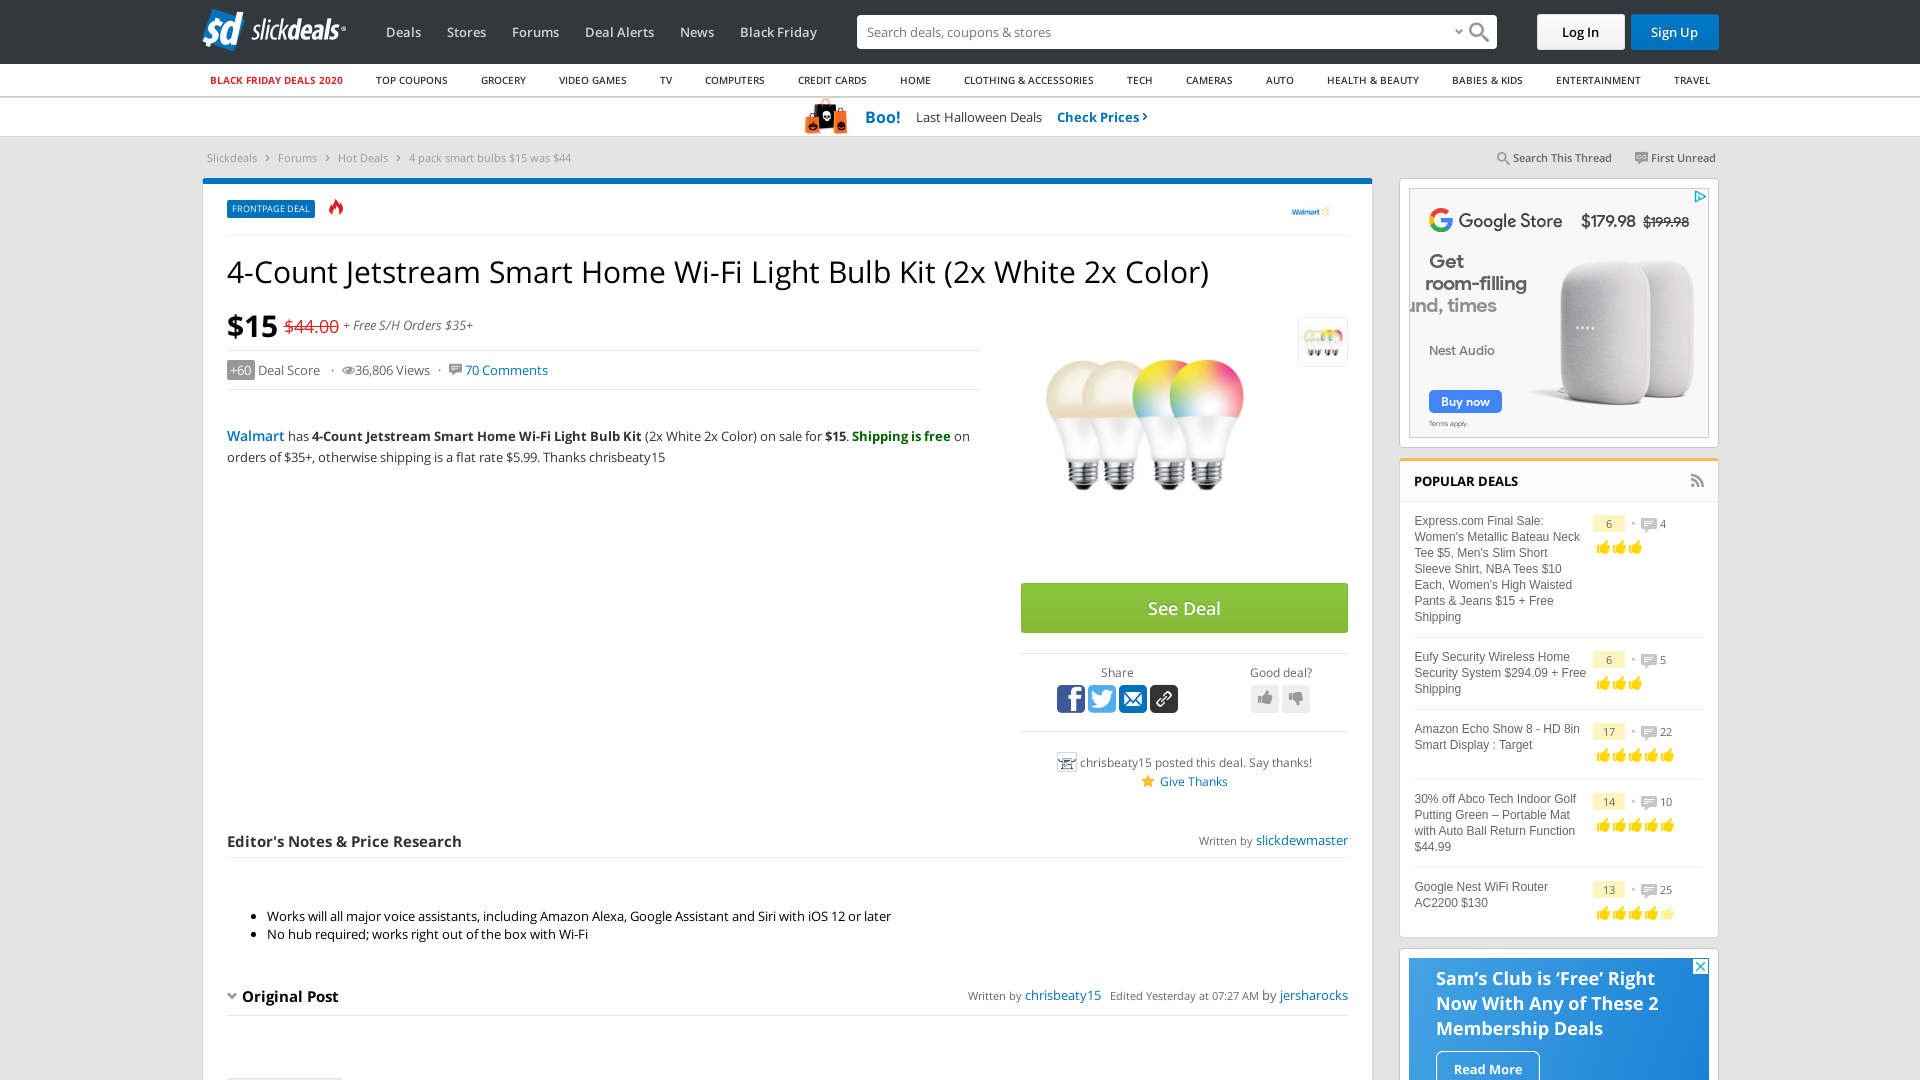 slickdeals
Deals
Stores
Forums
Deal Alerts
News
Black Friday
Search deals, coupons & stores
Log In
Sign Up
BLACK FRIDAY DEALS 2020
TOP COUPONS
GROCERY
VIDEO GAMES
TV
COMPUTERS
CREDIT CARDS
HOME
CLOTHING & ACCESSORIES
TECH
CAMERAS
AUTO
HEALTH & BEAUTY
BABIES & KIDS
ENTERTAINMENT
TRAVEL
Boo! Last Halloween Deals Check Prices
Slickdeals > Forums > Hot Deals > 4 pack smart bulbs $15 was $44
Search This Thread
First Unread
FRONTPAGE DEAL
Walmart
4-Count Jetstream Smart Home Wi-Fi Light Bulb Kit (2x White 2x Color)
$15 $44.00 + Free S/H Orders $35+
+60 Deal Score · 36,806 Views · 70 Comments
Walmart has 4-Count Jetstream Smart Home Wi-Fi Light Bulb Kit (2x White 2x Color) on sale for $15. Shipping is free on
orders of $35+, otherwise shipping is a flat rate $5.99. Thanks chrisbeaty15
See Deal
Share
Good deal?
chrisbeaty15 posted this deal. Say thanks!
Give Thanks
Editor's Notes & Price Research
Written by slickdewmaster
• Works will all major voice assistants, including Amazon Alexa, Google Assistant and Siri with iOS 12 or later
• No hub required; works right out of the box with Wi-Fi
Original Post
Written by chrisbeaty15 Edited Yesterday at 07:27 AM by jersharocks
Google Store
$179.98 $199.98
Get
room-filling
und, times
Nest Audio
Buy now
Terms apply.
POPULAR DEALS
Express.com Final Sale:
Women's Metallic Bateau Neck
Tee $5, Men's Slim Short
Sleeve Shirt, NBA Tees $10
Each, Women's High Waisted
Pants & Jeans $15 + Free
Shipping
6 • 4
Eufy Security Wireless Home
Security System $294.09 + Free
Shipping
6 • 5
Amazon Echo Show 8 - HD 8in
Smart Display : Target
17 • 22
30% off Abco Tech Indoor Golf
Putting Green – Portable Mat
with Auto Ball Return Function
$44.99
14 • 10
Google Nest WiFi Router
AC2200 $130
13 • 25
Sam's Club is ‘Free’ Right
Now With Any of These 2
Membership Deals
Read More